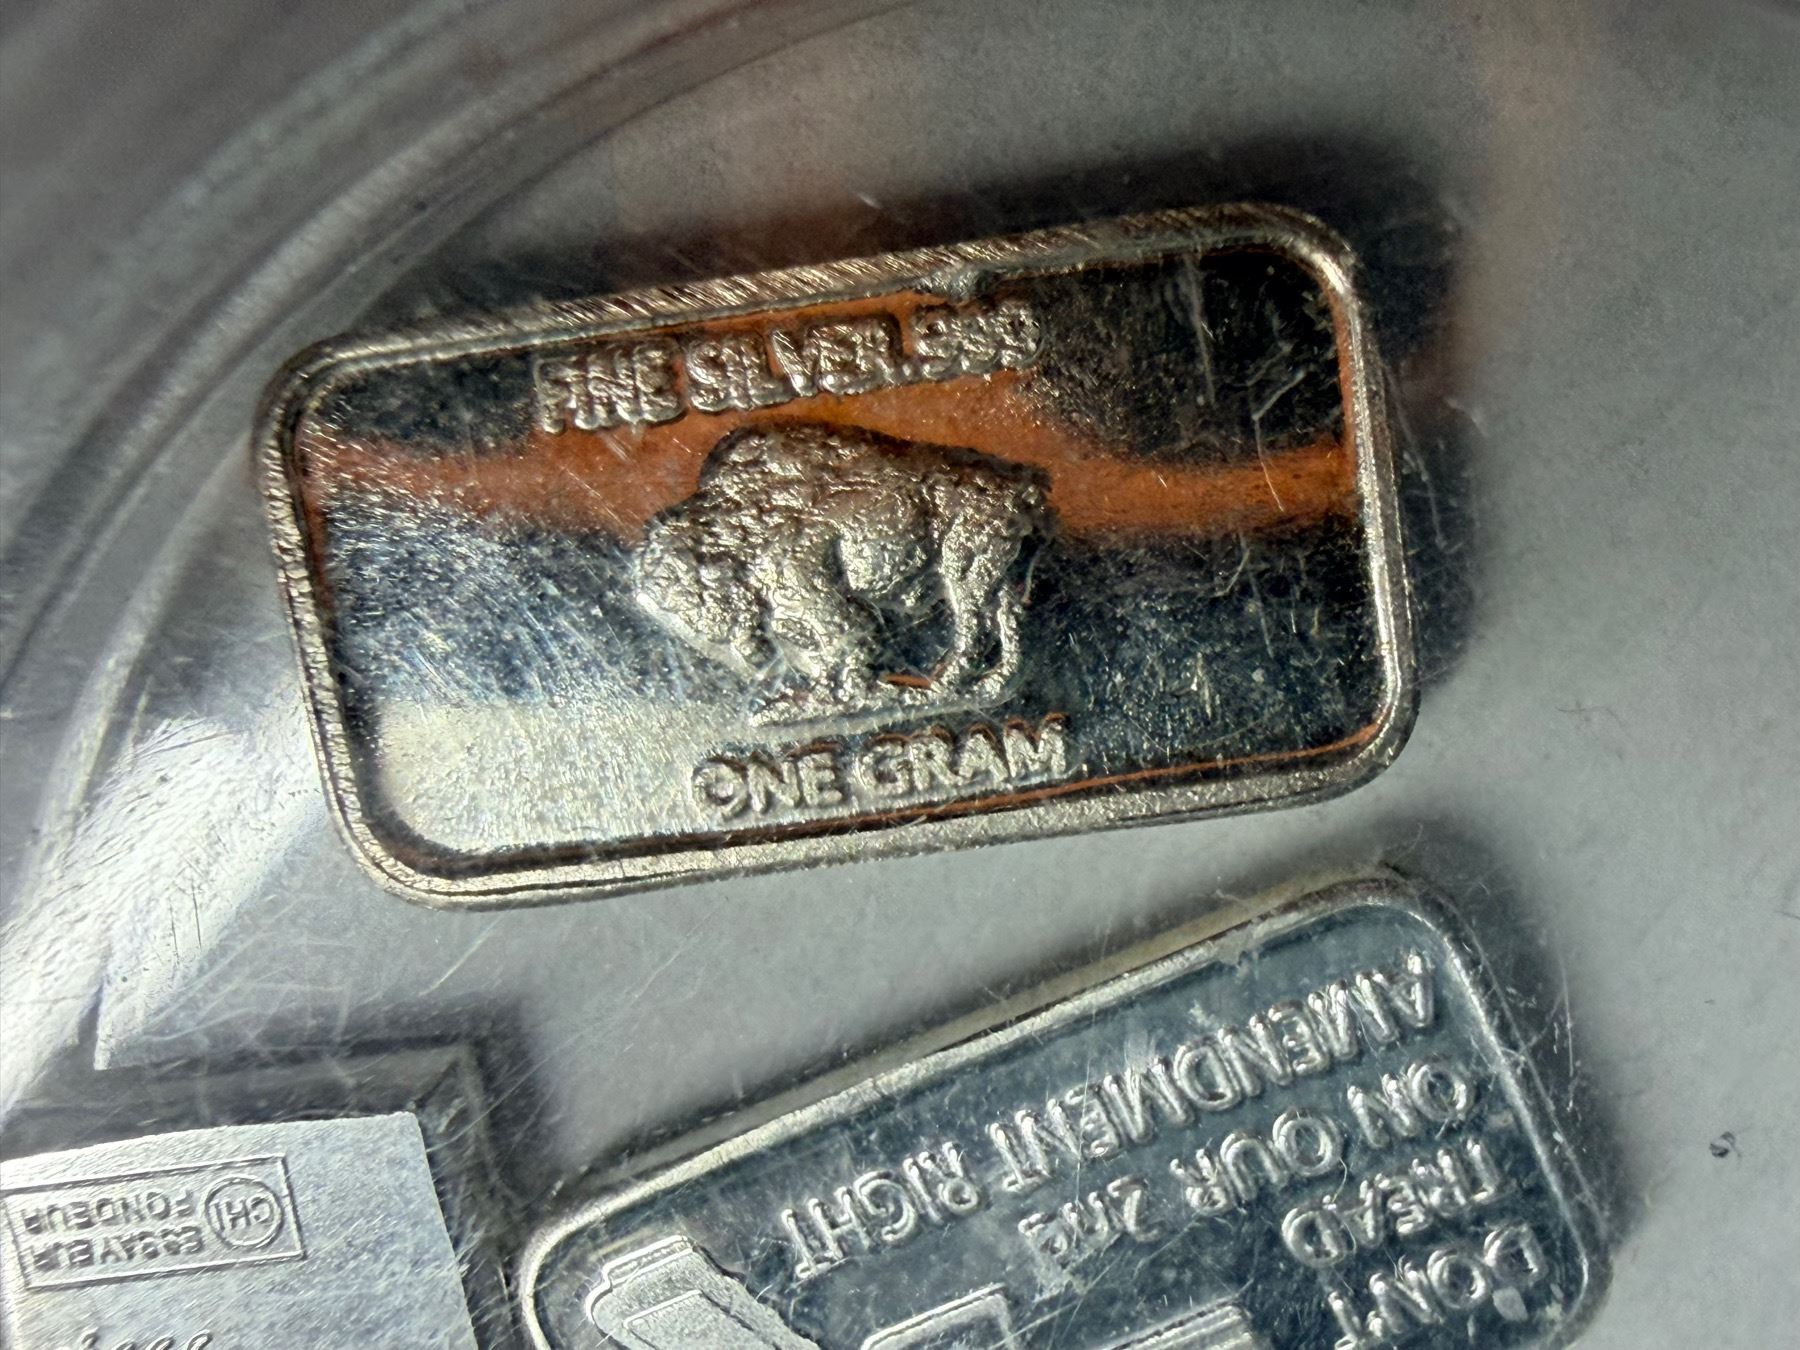 FINE SILVER .999
ONE GRAM
DON'T
TREAD
ON OUR 2nd
AMENDMENT RIGHT
CHI
ESSAYEUR
FONDEUR